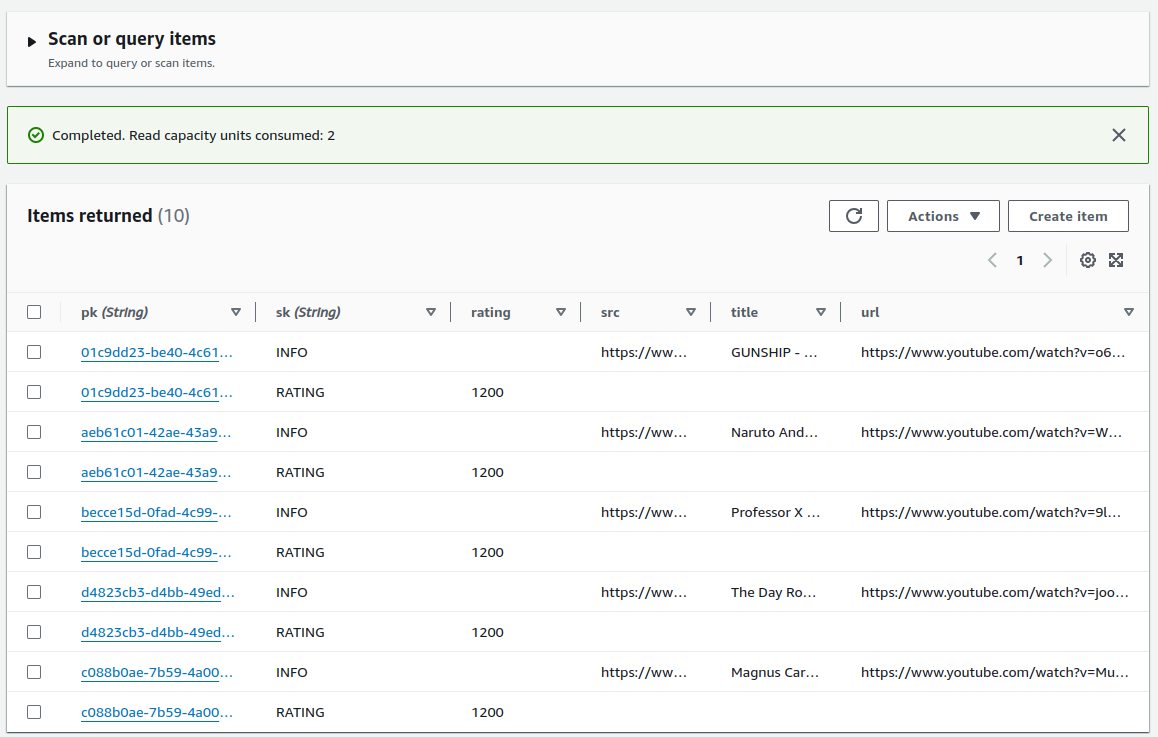 Scan or query items
Expand to query or scan items.
Completed. Read capacity units consumed: 2
Items returned (10)
Actions
Create item
1
pk (String) sk (String) rating src title url
01c9dd23-be40-4c61... INFO https://ww... GUNSHIP - ... https://www.youtube.com/watch?v=o6...
01c9dd23-be40-4c61... RATING 1200
aeb61c01-42ae-43a9... INFO https://ww... Naruto And... https://www.youtube.com/watch?v=W...
aeb61c01-42ae-43a9... RATING 1200
becce15d-0fad-4c99-... INFO https://ww... Professor X ... https://www.youtube.com/watch?v=9l...
becce15d-0fad-4c99-... RATING 1200
d4823cb3-d4bb-49ed... INFO https://ww... The Day Ro... https://www.youtube.com/watch?v=joo...
d4823cb3-d4bb-49ed... RATING 1200
c088b0ae-7b59-4a00... INFO https://ww... Magnus Car... https://www.youtube.com/watch?v=Mu...
c088b0ae-7b59-4a00... RATING 1200